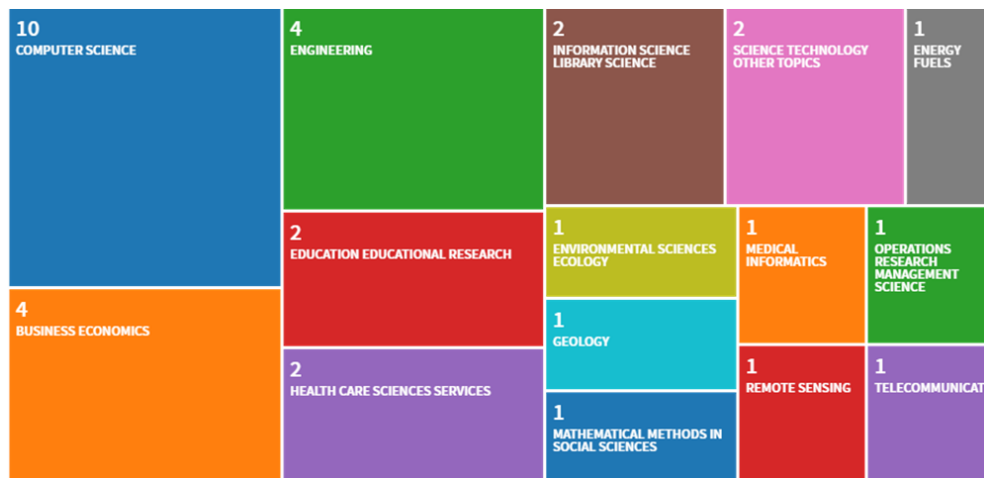 10
COMPUTER SCIENCE
4
BUSINESS ECONOMICS
4
ENGINEERING
2
EDUCATION EDUCATIONAL RESEARCH
2
HEALTH CARE SCIENCES SERVICES
2
INFORMATION SCIENCE
LIBRARY SCIENCE
2
SCIENCE TECHNOLOGY
OTHER TOPICS
1
ENERGY
FUELS
1
ENVIRONMENTAL SCIENCES
ECOLOGY
1
GEOLOGY
1
MATHEMATICAL METHODS IN
SOCIAL SCIENCES
1
MEDICAL
INFORMATICS
1
OPERATIONS
RESEARCH
MANAGEMENT
SCIENCE
1
REMOTE SENSING
1
TELECOMMUNICAT